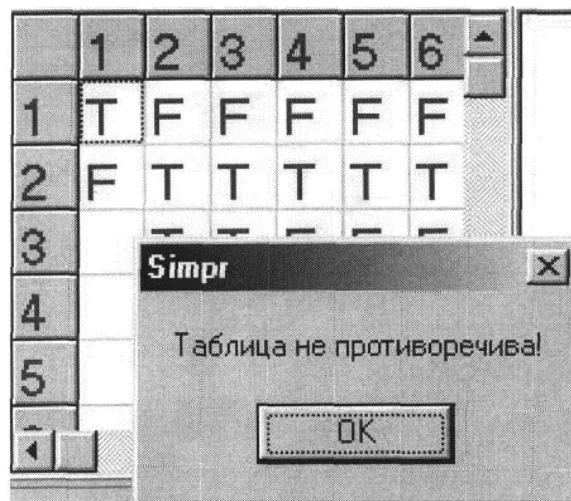 1 2 3 4 5 6
1 T F F F F F
2 F T T T T T
3
4
5
Simpr
Таблица не противоречива!
OK